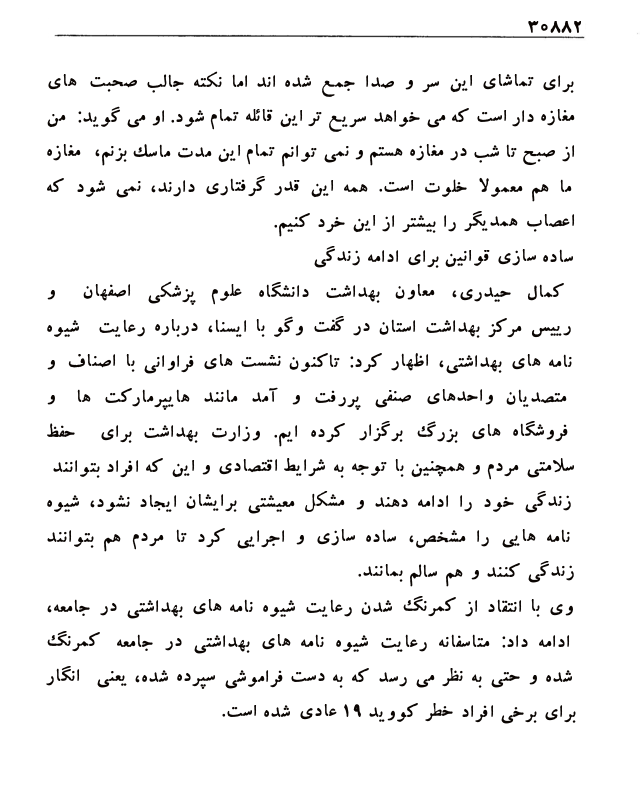 ۳۰۸۸۲
برای تماشای این سر و صدا جمع شده اند اما نکته جالب صحبت های
مغازه دار است که می خواهد سریع تر این قائله تمام شود. او می گوید: من
از صبح تا شب در مغازه هستم و نمی توانم تمام این مدت ماسک بزنم، مغازه
ما هم معمولا خلوت است. همه این قدر گرفتاری دارند، نمی شود که
اعصاب همدیگر را بیشتر از این خرد کنیم.
ساده سازی قوانین برای ادامه زندگی
کمال حیدری، معاون بهداشت دانشگاه علوم پزشکی اصفهان و
رییس مرکز بهداشت استان در گفت وگو با ایسنا، درباره رعایت شیوه
نامه های بهداشتی، اظهار کرد: تاکنون نشست های فراوانی با اصناف و
متصدیان واحدهای صنفی پررفت و آمد مانند هایپرمارکت ها و
فروشگاه های بزرگ برگزار کرده ایم. وزارت بهداشت برای حفظ
سلامتی مردم و همچنین با توجه به شرایط اقتصادی و این که افراد بتوانند
زندگی خود را ادامه دهند و مشکل معیشتی برایشان ایجاد نشود، شیوه
نامه هایی را مشخص، ساده سازی و اجرایی کرد تا مردم هم بتوانند
زندگی کنند و هم سالم بمانند.
وی با انتقاد از کمرنگ شدن رعایت شیوه نامه های بهداشتی در جامعه،
ادامه داد: متاسفانه رعایت شیوه نامه های بهداشتی در جامعه کمرنگ
شده و حتی به نظر می رسد که به دست فراموشی سپرده شده، یعنی انگار
برای برخی افراد خطر کووید ۱۹ عادی شده است.